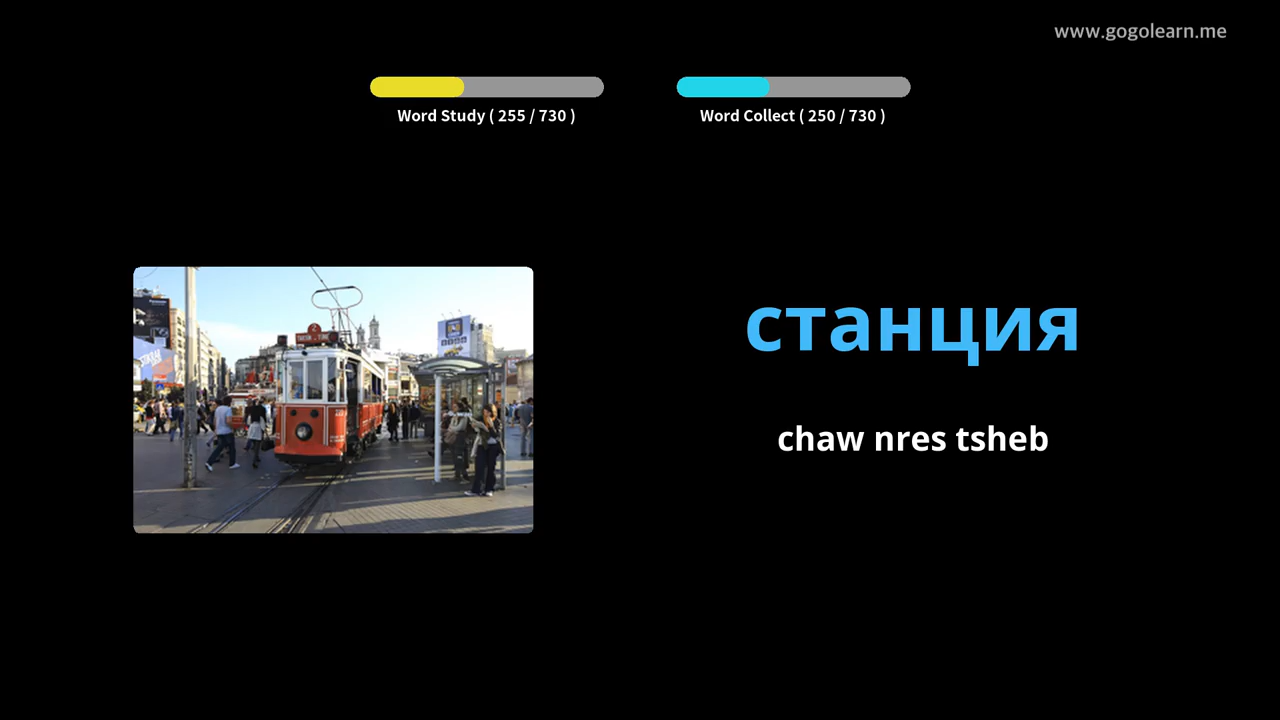 www.gogolearn.me
Word Study ( 255 / 730 )
Word Collect ( 250 / 730 )
станция
chaw nres tsheb